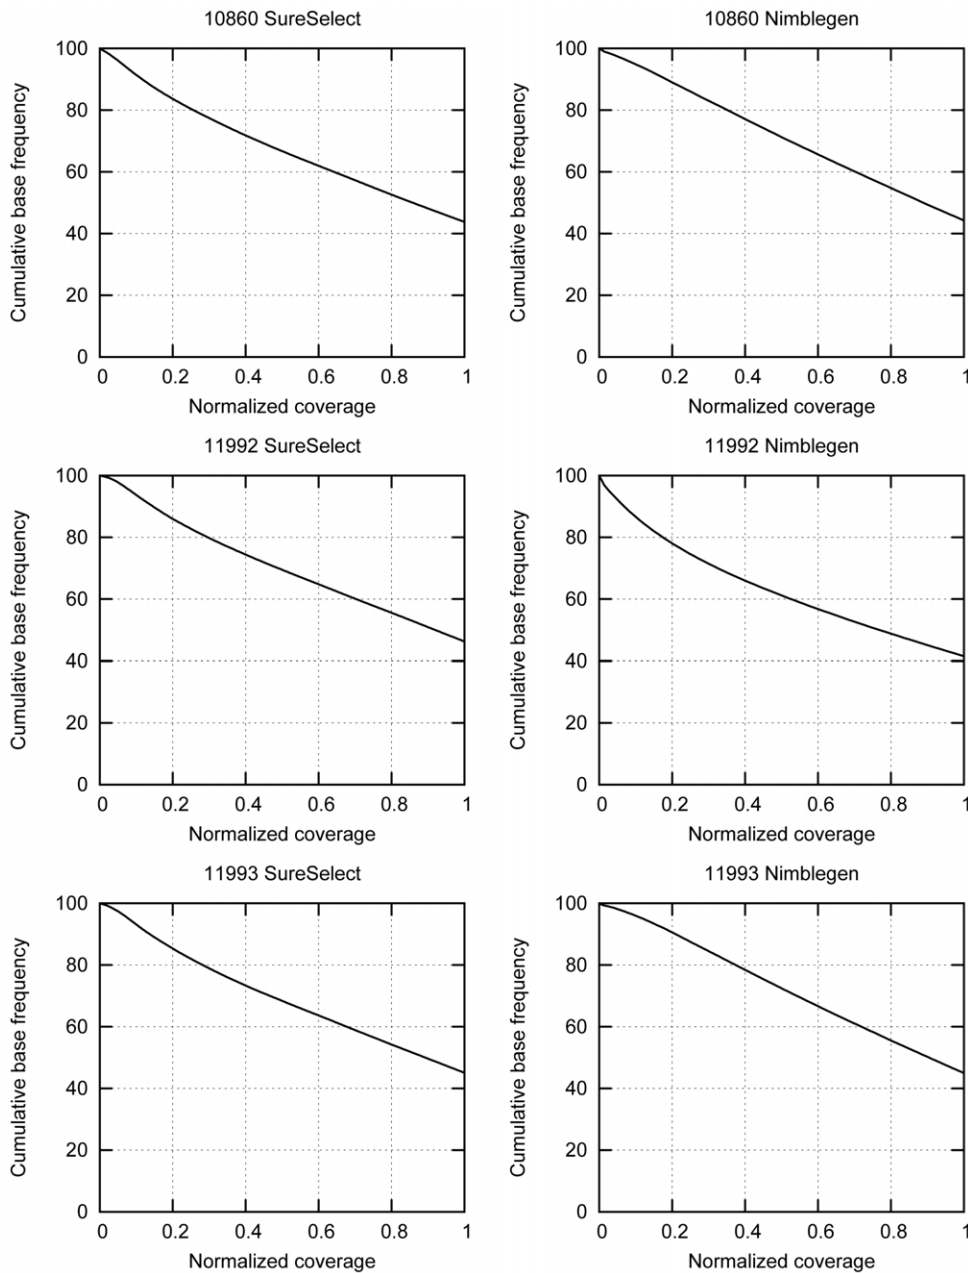 10860 SureSelect
100
80
60
40
20
0
Cumulative base frequency
0 0.2 0.4 0.6 0.8 1
Normalized coverage
10860 Nimblegen
100
80
60
40
20
0
Cumulative base frequency
0 0.2 0.4 0.6 0.8 1
Normalized coverage
11992 SureSelect
100
80
60
40
20
0
Cumulative base frequency
0 0.2 0.4 0.6 0.8 1
Normalized coverage
11992 Nimblegen
100
80
60
40
20
0
Cumulative base frequency
0 0.2 0.4 0.6 0.8 1
Normalized coverage
11993 SureSelect
100
80
60
40
20
0
Cumulative base frequency
0 0.2 0.4 0.6 0.8 1
Normalized coverage
11993 Nimblegen
100
80
60
40
20
0
Cumulative base frequency
0 0.2 0.4 0.6 0.8 1
Normalized coverage